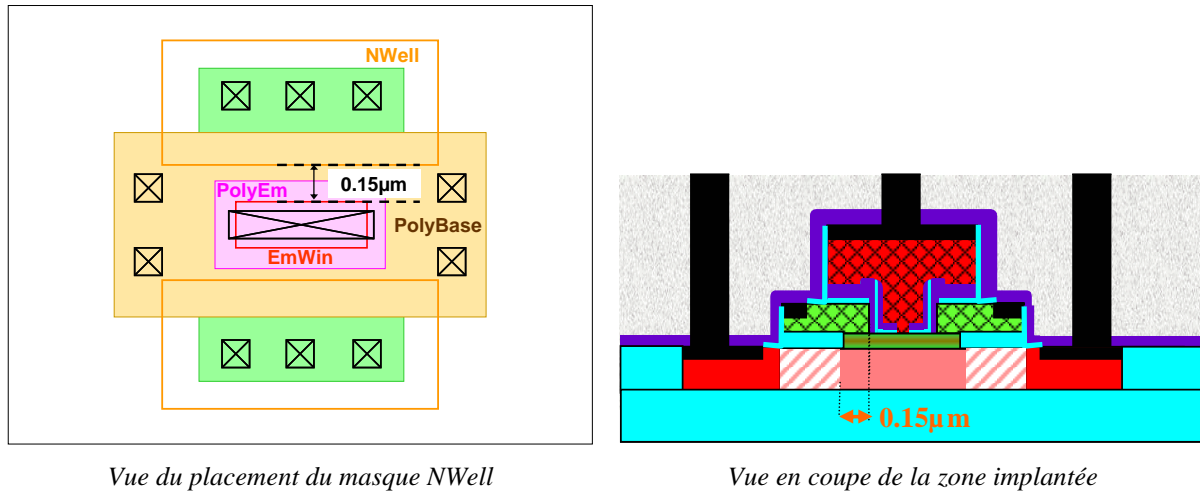 NWell
0.15µm
PolyEm
PolyBase
EmWin
0.15µm
Vue du placement du masque NWell
Vue en coupe de la zone implantée